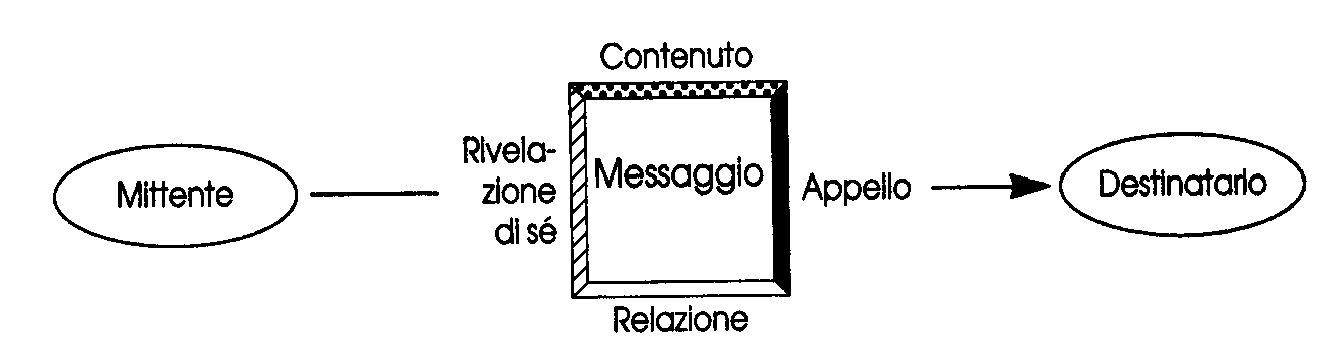 Contenuto
Mittente
Rivela-
zione
di sé
Messaggio
Appello
Destinatario
Relazione